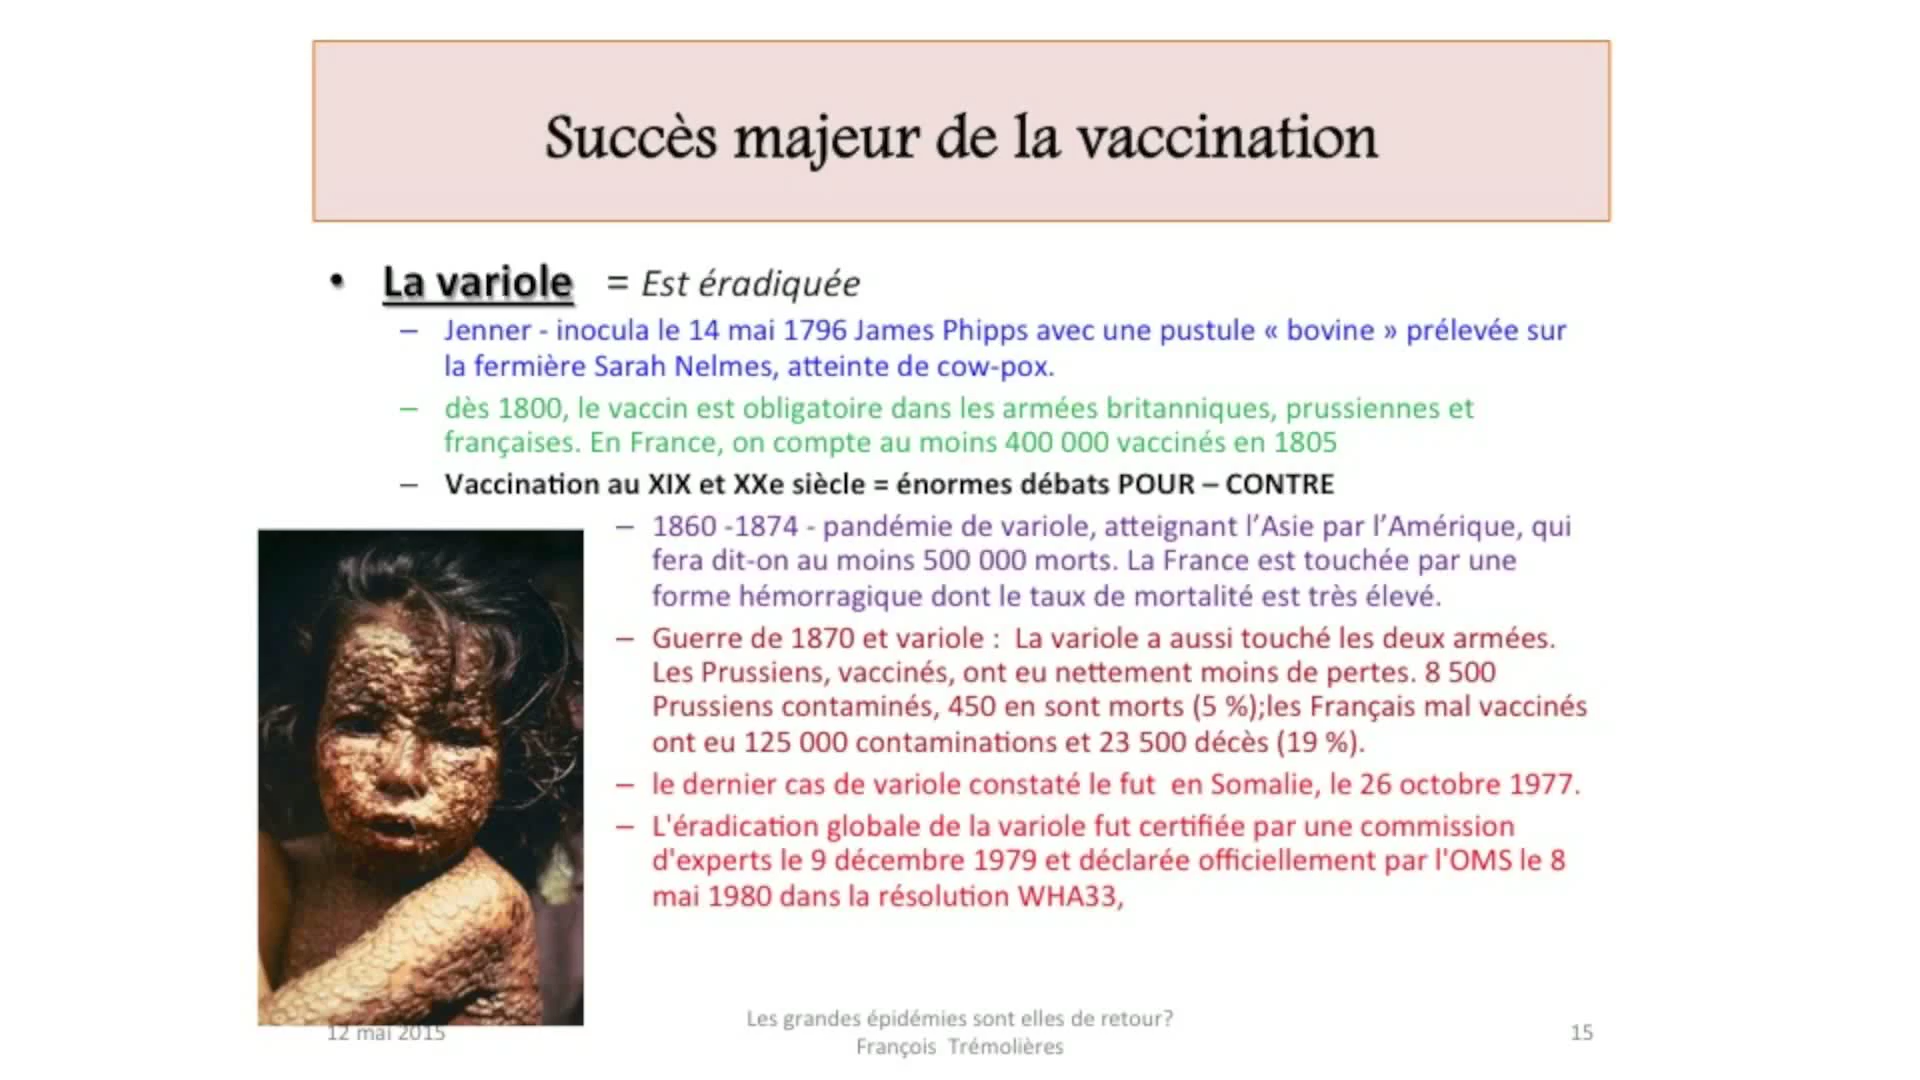 Succès majeur de la vaccination
• La variole = Est éradiquée
– Jenner - inocula le 14 mai 1796 James Phipps avec une pustule « bovine » prélevée sur
la fermière Sarah Nelmes, atteinte de cow-pox.
– dès 1800, le vaccin est obligatoire dans les armées britanniques, prussiennes et
françaises. En France, on compte au moins 400 000 vaccinés en 1805
– Vaccination au XIX et XXe siècle = énormes débats POUR – CONTRE
– 1860 -1874 - pandémie de variole, atteignant l’Asie par l’Amérique, qui
fera dit-on au moins 500 000 morts. La France est touchée par une
forme hémorragique dont le taux de mortalité est très élevé.
– Guerre de 1870 et variole : La variole a aussi touché les deux armées.
Les Prussiens, vaccinés, ont eu nettement moins de pertes. 8 500
Prussiens contaminés, 450 en sont morts (5 %);les Français mal vaccinés
ont eu 125 000 contaminations et 23 500 décès (19 %).
– le dernier cas de variole constaté le fut en Somalie, le 26 octobre 1977.
– L'éradication globale de la variole fut certifiée par une commission
d'experts le 9 décembre 1979 et déclarée officiellement par l'OMS le 8
mai 1980 dans la résolution WHA33,
12 mai 2015
Les grandes épidémies sont elles de retour?
François Trémolières
15